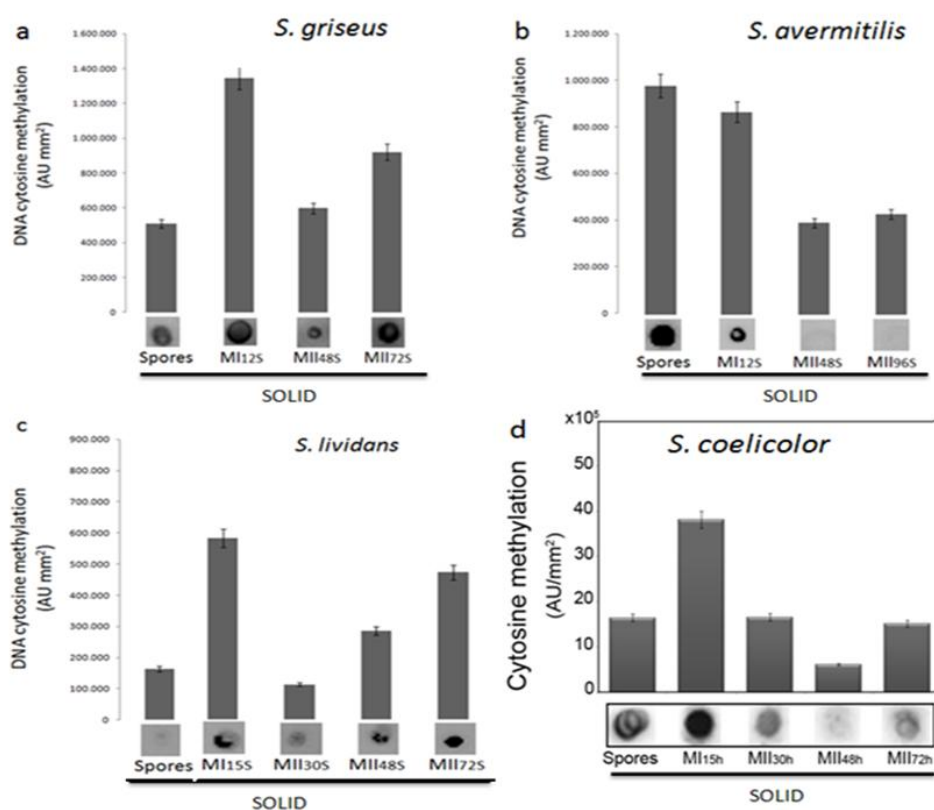 a
S. griseus
DNA cytosine methylation
(AU mm²)
1.600.000
1.400.000
1.200.000
1.000.000
800.000
600.000
400.000
200.000
0
Spores MI12S MII48S MII72S
SOLID
b
S. avermitilis
DNA cytosine methylation
(AU mm²)
1.200.000
1.000.000
800.000
600.000
400.000
200.000
0
Spores MI12S MII48S MII96S
SOLID
c
S. lividans
DNA cytosine methylation
(AU mm²)
900.000
800.000
700.000
600.000
500.000
400.000
300.000
200.000
100.000
0
Spores MI15S MII30S MII48S MII72S
SOLID
d
x10⁵
S. coelicolor
Cytosine methylation
(AU/mm²)
50
40
30
20
10
0
Spores MI15h MII30h MII48h MII72h
SOLID